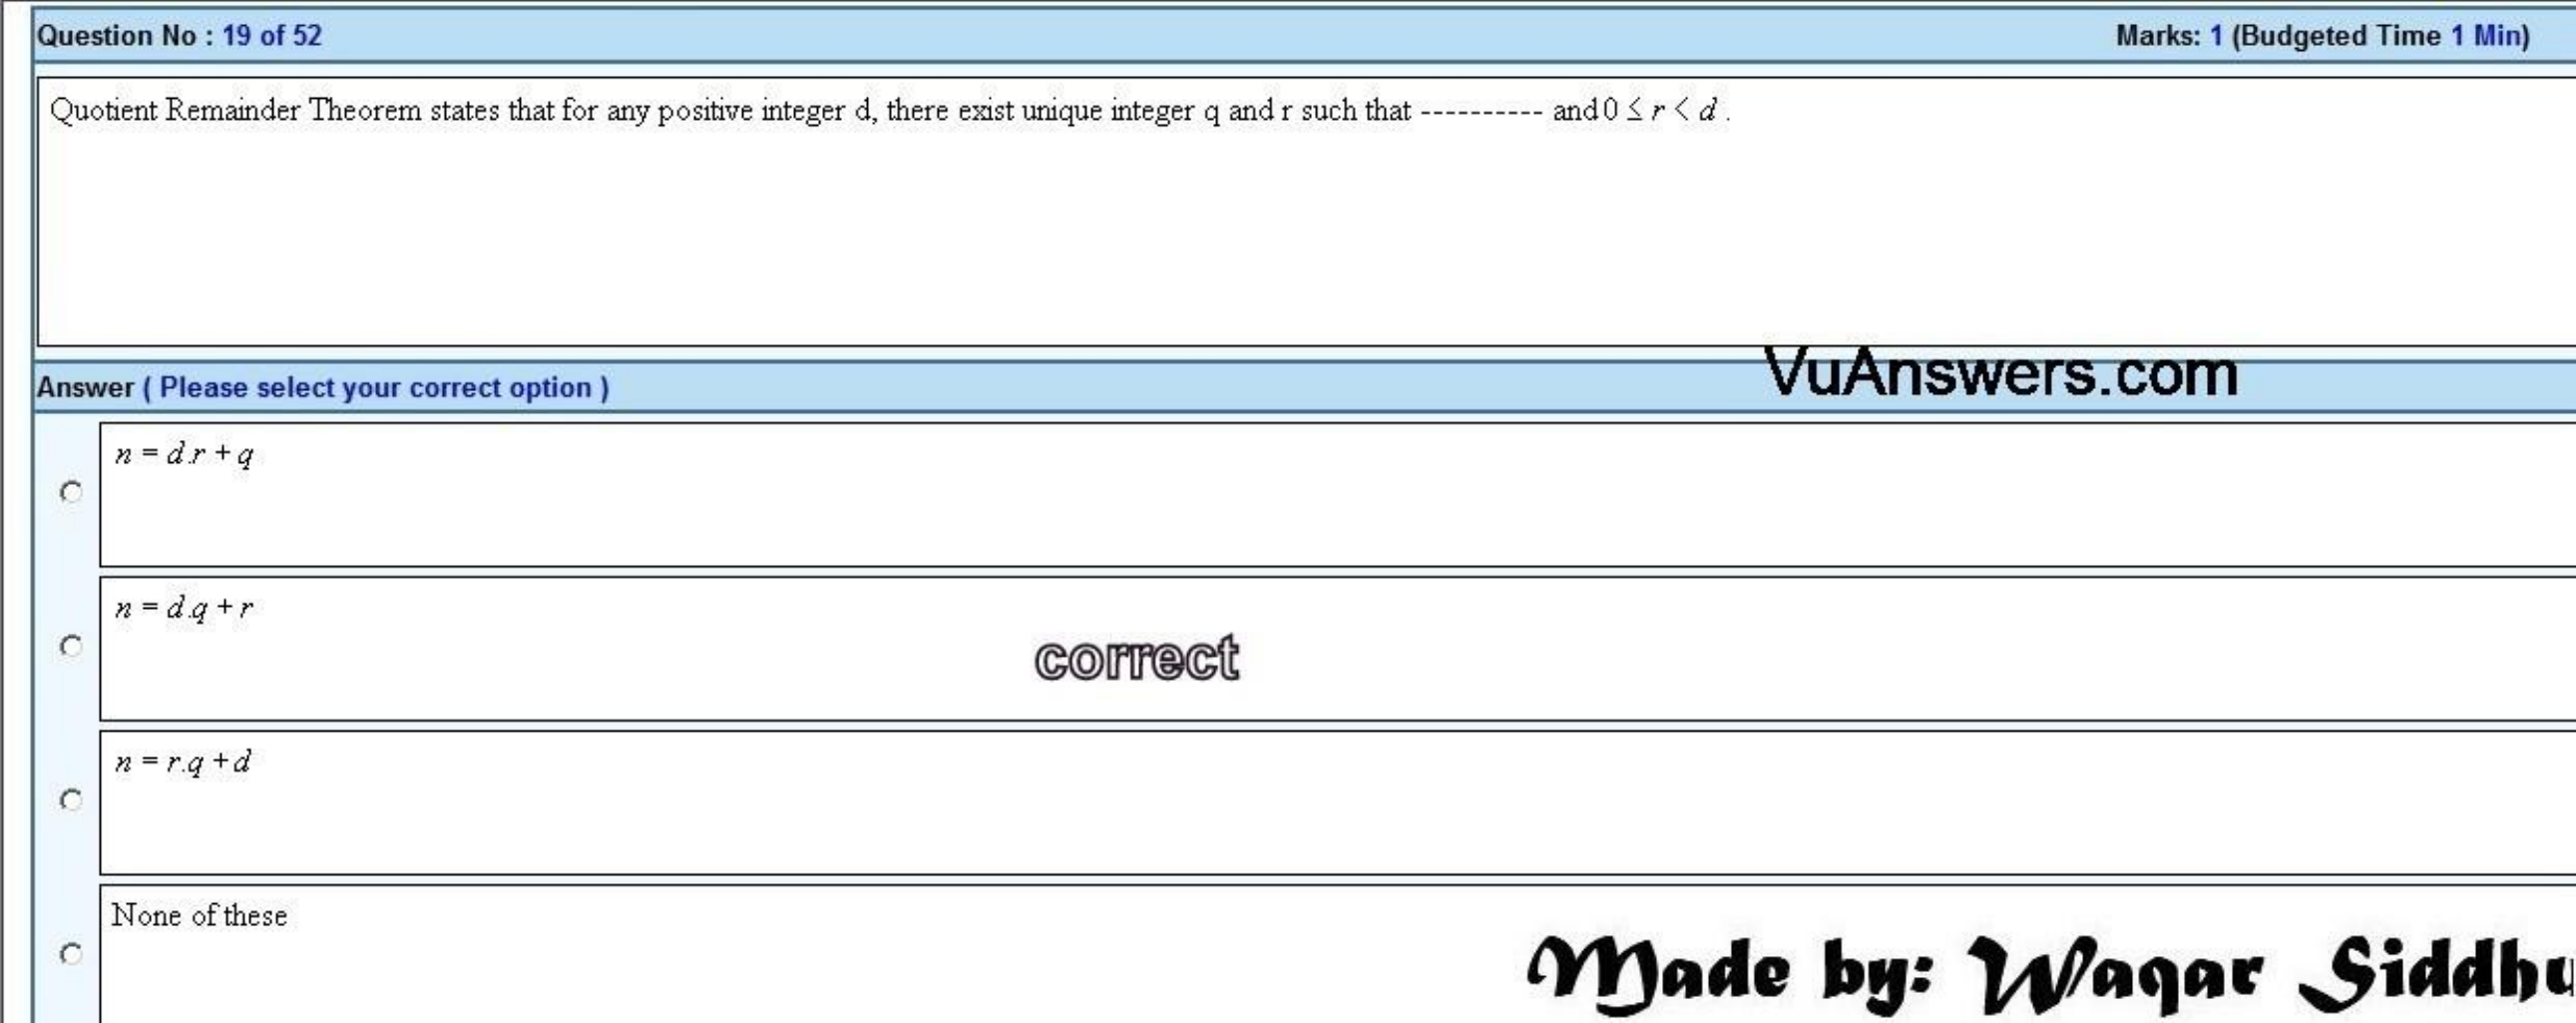 Question No : 19 of 52 Marks: 1 (Budgeted Time 1 Min)
Quotient Remainder Theorem states that for any positive integer d, there exist unique integer q and r such that ---------- and 0 ≤ r < d .
VuAnswers.com
Answer ( Please select your correct option )
n = d.r + q
n = d.q + r
correct
n = r.q + d
None of these
Made by: Waqar Siddhu